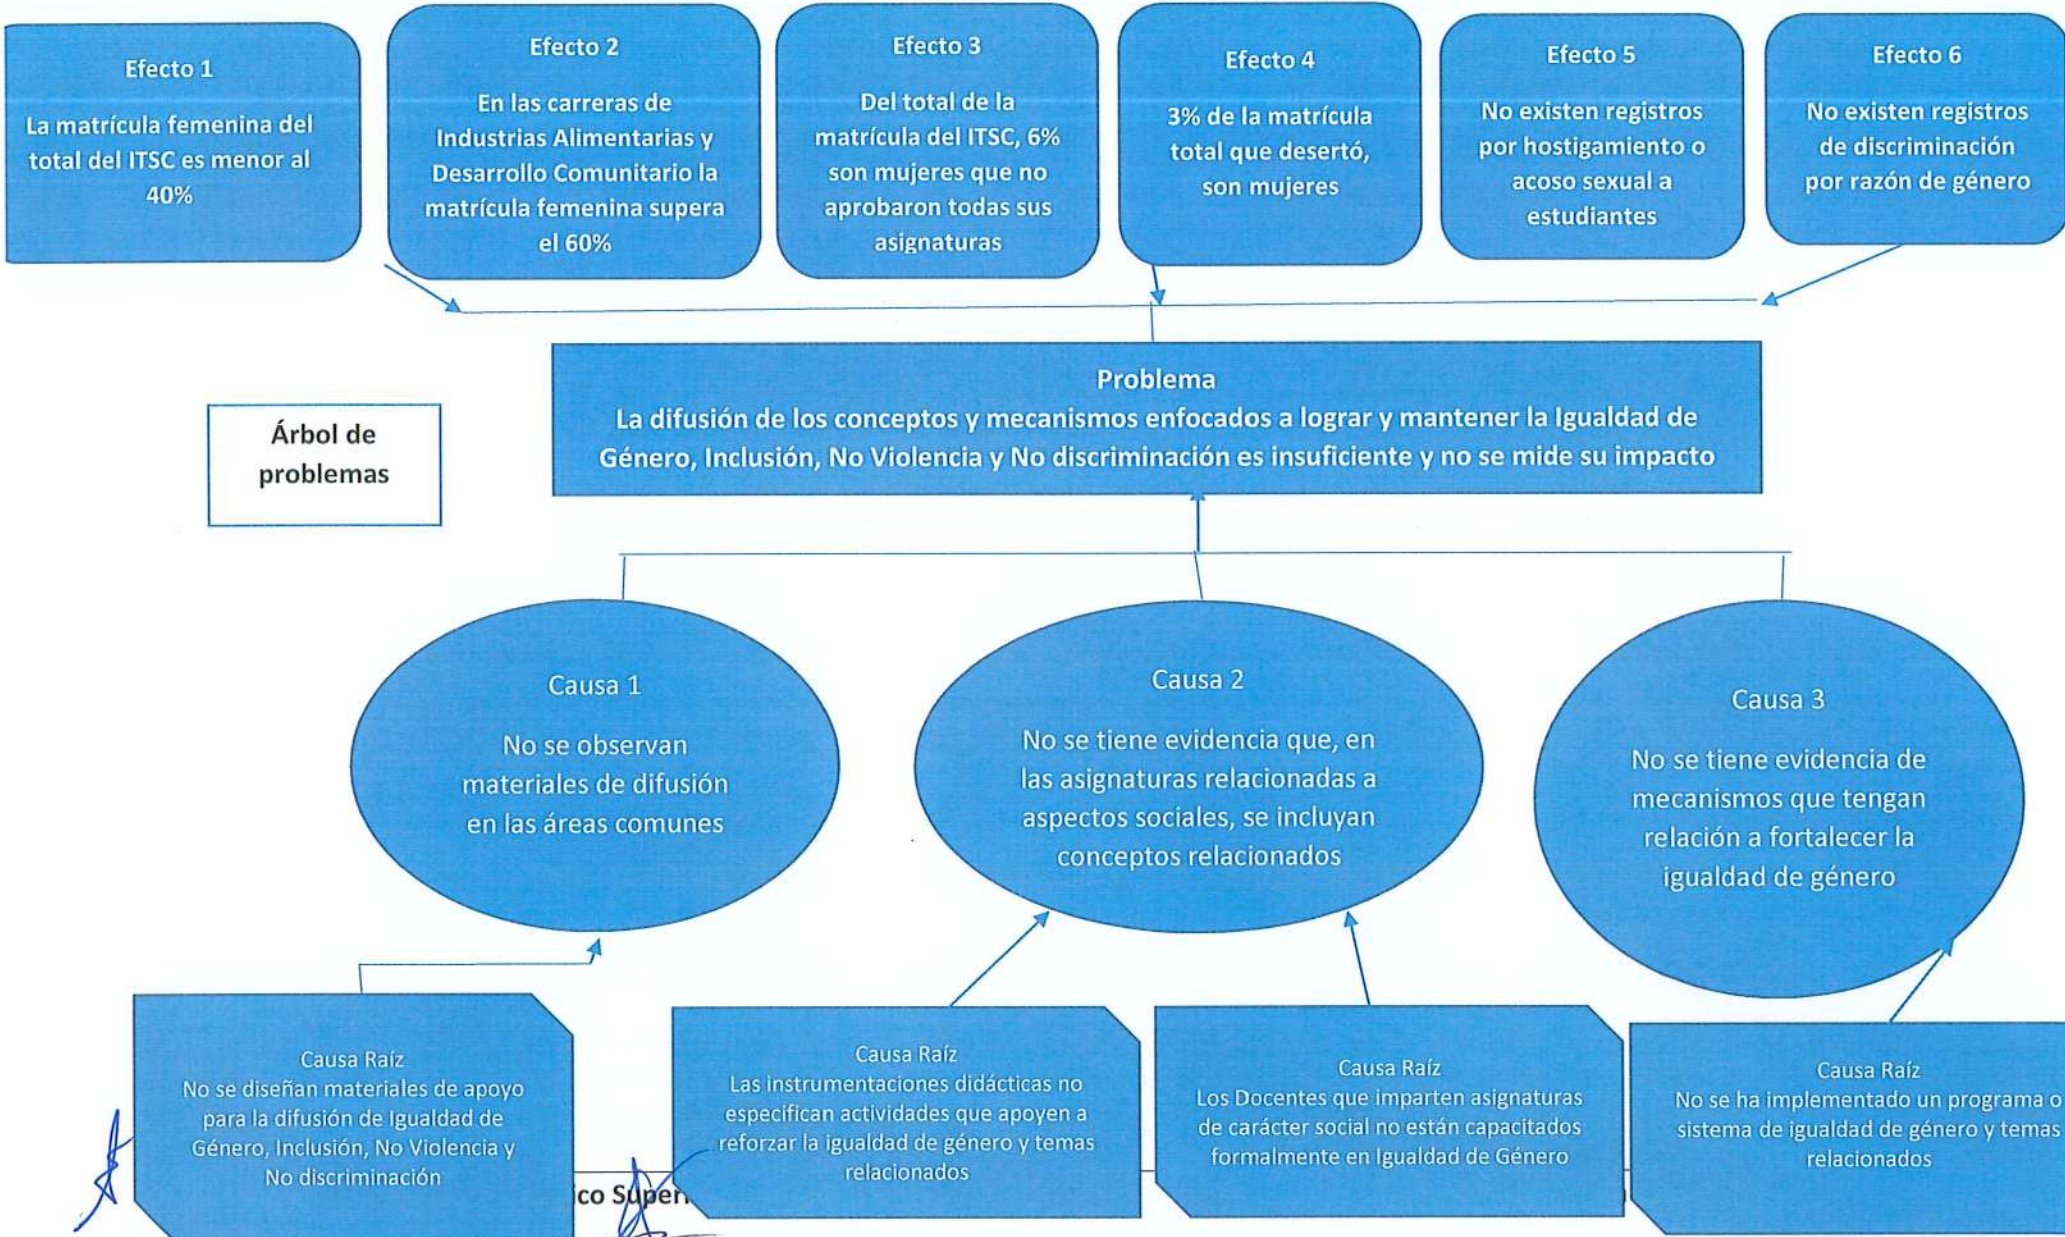 Efecto 1
La matrícula femenina del
total del ITSC es menor al
40%
Efecto 2
En las carreras de
Industrias Alimentarias y
Desarrollo Comunitario la
matrícula femenina supera
el 60%
Efecto 3
Del total de la
matrícula del ITSC, 6%
son mujeres que no
aprobaron todas sus
asignaturas
Efecto 4
3% de la matrícula
total que desertó,
son mujeres
Efecto 5
No existen registros
por hostigamiento o
acoso sexual a
estudiantes
Efecto 6
No existen registros
de discriminación
por razón de género
Problema
La difusión de los conceptos y mecanismos enfocados a lograr y mantener la Igualdad de
Género, Inclusión, No Violencia y No discriminación es insuficiente y no se mide su impacto
Árbol de
problemas
Causa 1
No se observan
materiales de difusión
en las áreas comunes
Causa 2
No se tiene evidencia que, en
las asignaturas relacionadas a
aspectos sociales, se incluyan
conceptos relacionados
Causa 3
No se tiene evidencia de
mecanismos que tengan
relación a fortalecer la
igualdad de género
Causa Raíz
No se diseñan materiales de apoyo
para la difusión de Igualdad de
Género, Inclusión, No Violencia y
No discriminación
Causa Raíz
Las instrumentaciones didácticas no
especifican actividades que apoyen a
reforzar la igualdad de género y temas
relacionados
Causa Raíz
Los Docentes que imparten asignaturas
de carácter social no están capacitados
formalmente en Igualdad de Género
Causa Raíz
No se ha implementado un programa o
sistema de igualdad de género y temas
relacionados
ico Super